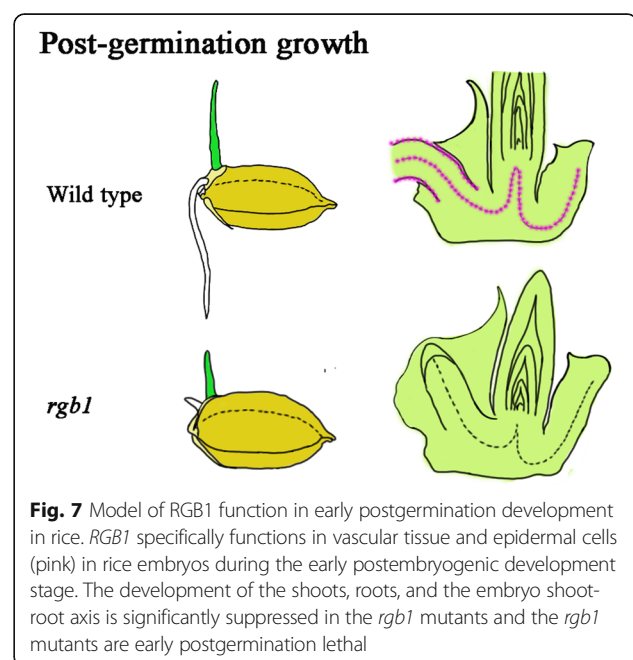 Post-germination growth
Wild type
rgb1
Fig. 7 Model of RGB1 function in early postgermination development
in rice. RGB1 specifically functions in vascular tissue and epidermal cells
(pink) in rice embryos during the early postembryogenic development
stage. The development of the shoots, roots, and the embryo shoot-
root axis is significantly suppressed in the rgb1 mutants and the rgb1
mutants are early postgermination lethal